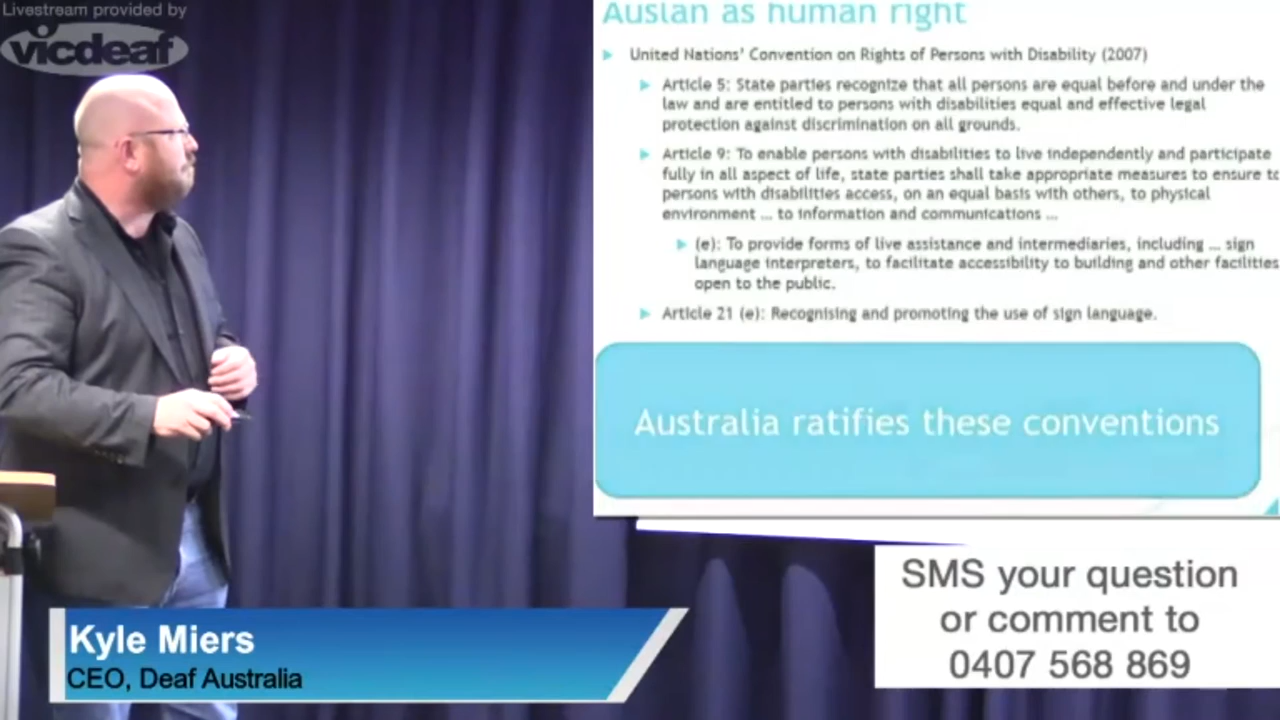 Livestream provided by
vicdeaf
Auslan as human right
United Nations' Convention on Rights of Persons with Disability (2007)
Article 5: State parties recognize that all persons are equal before and under the
law and are entitled to persons with disabilities equal and effective legal
protection against discrimination on all grounds.
Article 9: To enable persons with disabilities to live independently and participate
fully in all aspect of life, state parties shall take appropriate measures to ensure to
persons with disabilities access, on an equal basis with others, to physical
environment ... to information and communications ...
(e): To provide forms of live assistance and intermediaries, including ... sign
language interpreters, to facilitate accessibility to building and other facilities
open to the public.
Article 21 (e): Recognising and promoting the use of sign language.
Australia ratifies these conventions
SMS your question
or comment to
0407 568 869
Kyle Miers
CEO, Deaf Australia